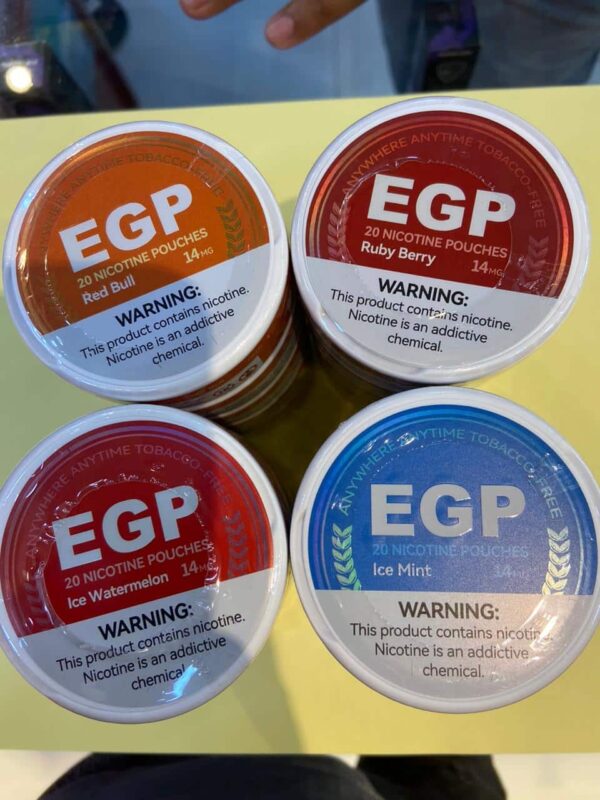 ANYWHERE ANYTIME TOBACCO-FREE
EGP
20 NICOTINE POUCHES
14MG
Red Bull
WARNING:
This product contains nicotine.
Nicotine is an addictive
chemical.
ANYWHERE ANYTIME TOBACCO-FREE
EGP
20 NICOTINE POUCHES
Ruby Berry
14MG
WARNING:
This product contains nicotine.
Nicotine is an addictive
chemical.
ANYWHERE ANYTIME TOBACCO-FREE
EGP
20 NICOTINE POUCHES
Ice Watermelon 14MG
WARNING:
This product contains nicotine.
Nicotine is an addictive
chemical.
ANYWHERE ANYTIME TOBACCO-FREE
EGP
20 NICOTINE POUCHES
Ice Mint 14MG
WARNING:
This product contains nicotine.
Nicotine is an addictive
chemical.